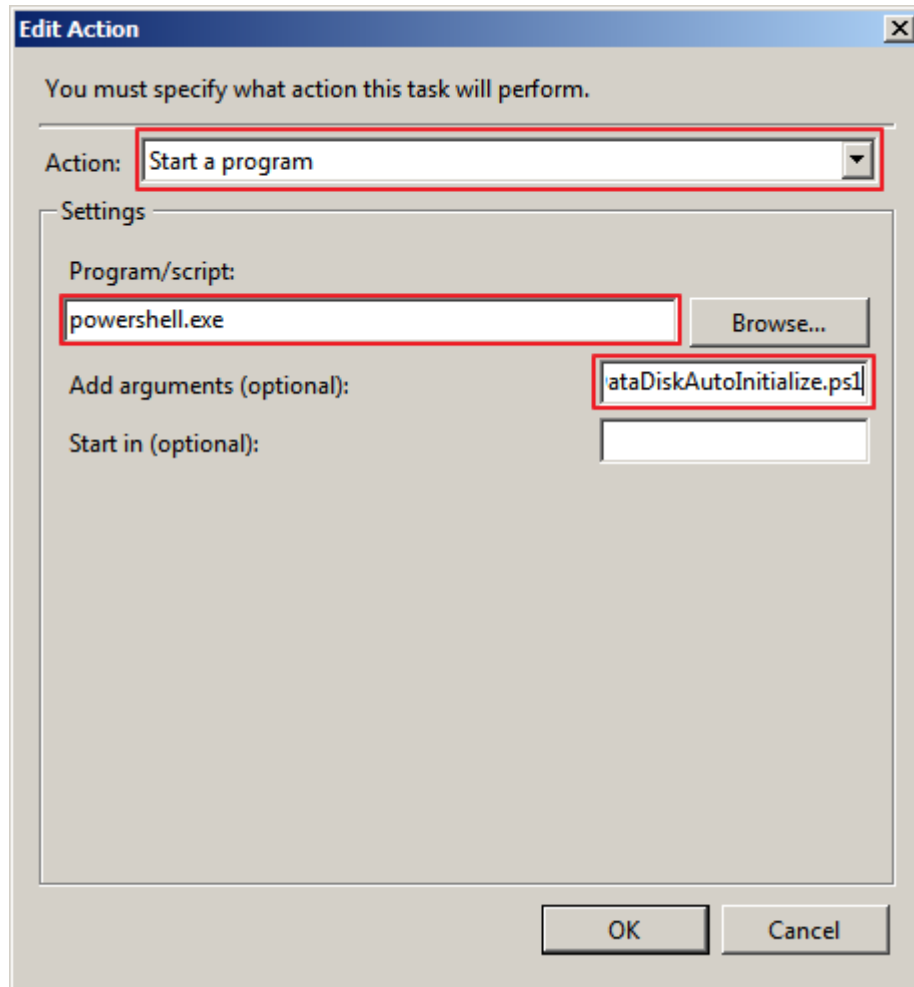 Edit Action
You must specify what action this task will perform.
Action: Start a program
Settings
Program/script:
powershell.exe Browse...
Add arguments (optional): ataDiskAutoInitialize.ps1
Start in (optional):
OK Cancel